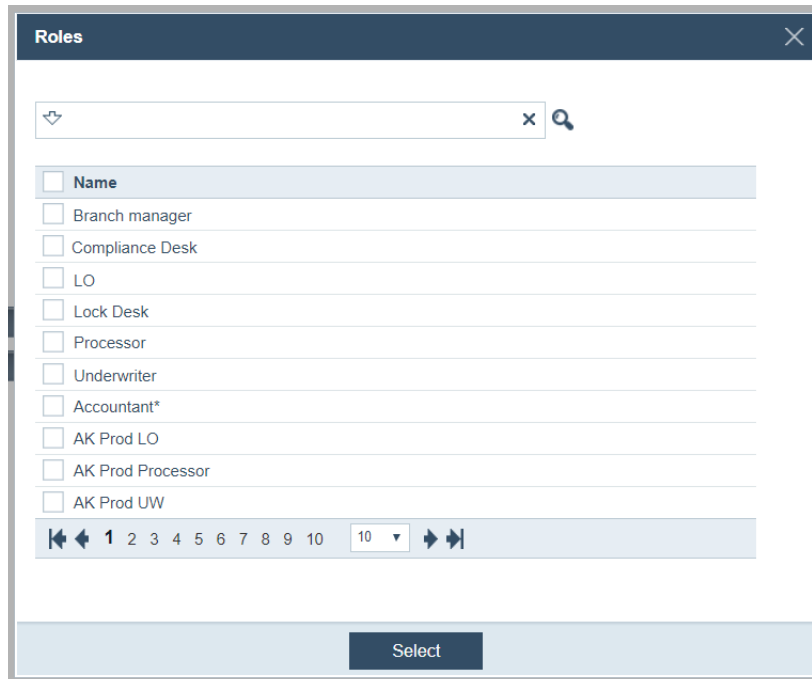 Roles
Name
Branch manager
Compliance Desk
LO
Lock Desk
Processor
Underwriter
Accountant*
AK Prod LO
AK Prod Processor
AK Prod UW
1 2 3 4 5 6 7 8 9 10 10
Select